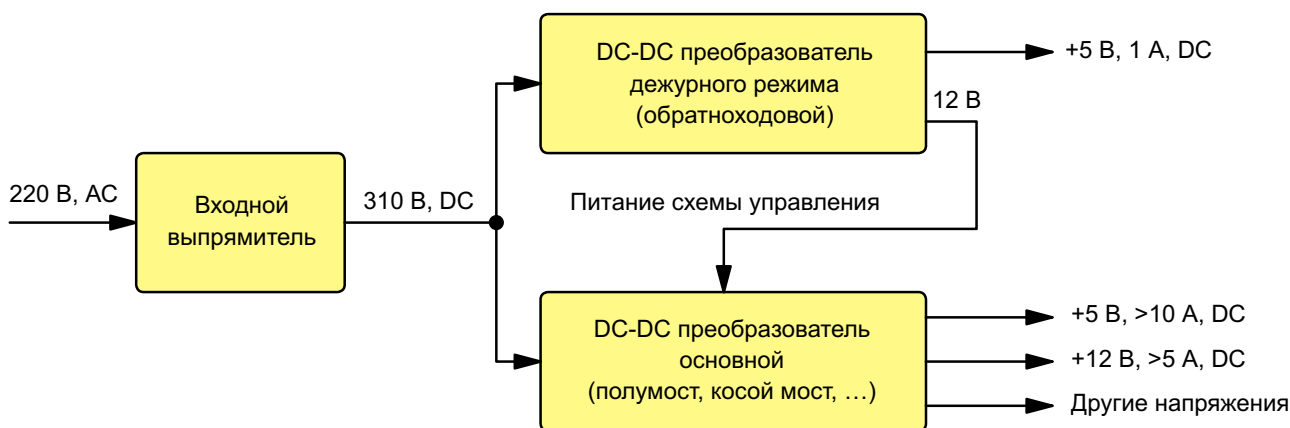 220 В, AC
Входной
выпрямитель
310 В, DC
DC-DC преобразователь
дежурного режима
(обратноходовой)
+5 В, 1 А, DC
12 В
Питание схемы управления
DC-DC преобразователь
основной
(полумост, косой мост, …)
+5 В, >10 А, DC
+12 В, >5 А, DC
Другие напряжения